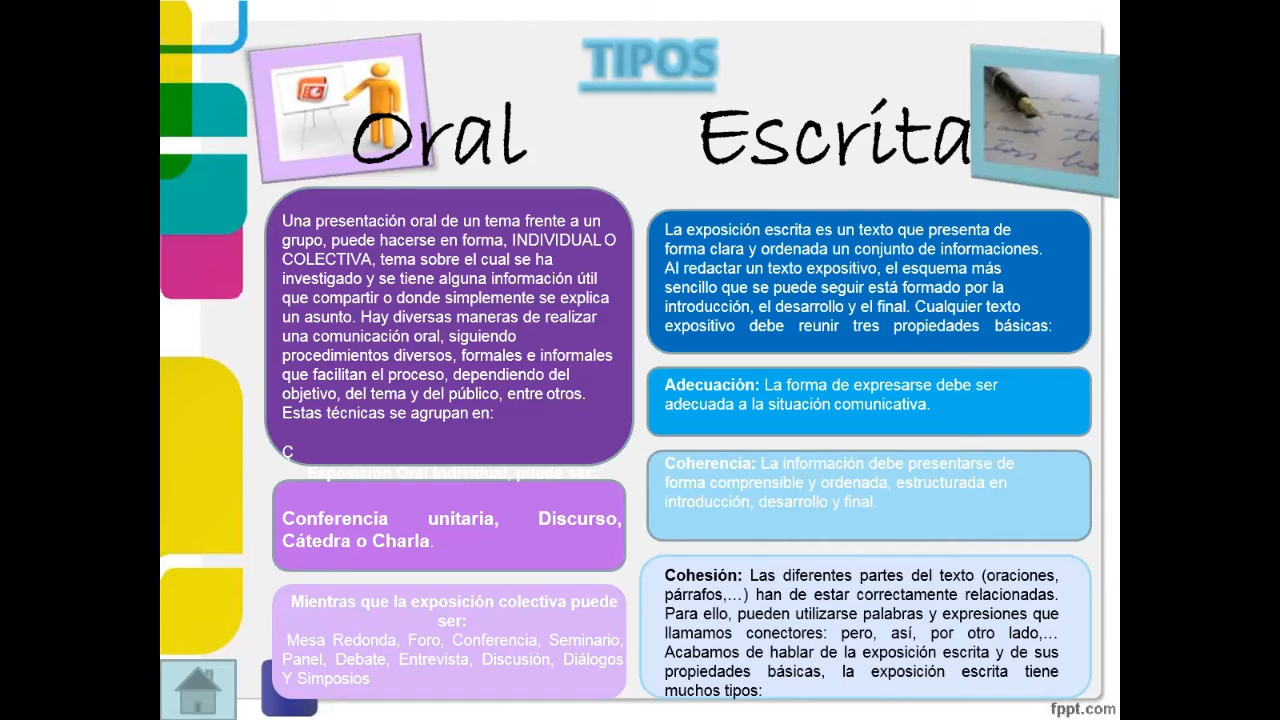 TIPOS
Oral
Escrita
Una presentación oral de un tema frente a un
grupo, puede hacerse en forma, INDIVIDUAL O
COLECTIVA, tema sobre el cual se ha
investigado y se tiene alguna información útil
que compartir o donde simplemente se explica
un asunto. Hay diversas maneras de realizar
una comunicación oral, siguiendo
procedimientos diversos, formales e informales
que facilitan el proceso, dependiendo del
objetivo, del tema y del público, entre otros.
Estas técnicas se agrupan en:
Ç
Exposición Oral Individual, puede ser:
Conferencia unitaria, Discurso,
Cátedra o Charla.
Mientras que la exposición colectiva puede
ser:
Mesa Redonda, Foro, Conferencia, Seminario,
Panel, Debate, Entrevista, Discusión, Diálogos
Y Simposios
La exposición escrita es un texto que presenta de
forma clara y ordenada un conjunto de informaciones.
Al redactar un texto expositivo, el esquema más
sencillo que se puede seguir está formado por la
introducción, el desarrollo y el final. Cualquier texto
expositivo debe reunir tres propiedades básicas:
Adecuación: La forma de expresarse debe ser
adecuada a la situación comunicativa.
Coherencia: La información debe presentarse de
forma comprensible y ordenada, estructurada en
introducción, desarrollo y final.
Cohesión: Las diferentes partes del texto (oraciones,
párrafos,…) han de estar correctamente relacionadas.
Para ello, pueden utilizarse palabras y expresiones que
llamamos conectores: pero, así, por otro lado,…
Acabamos de hablar de la exposición escrita y de sus
propiedades básicas, la exposición escrita tiene
muchos tipos:
fppt.com